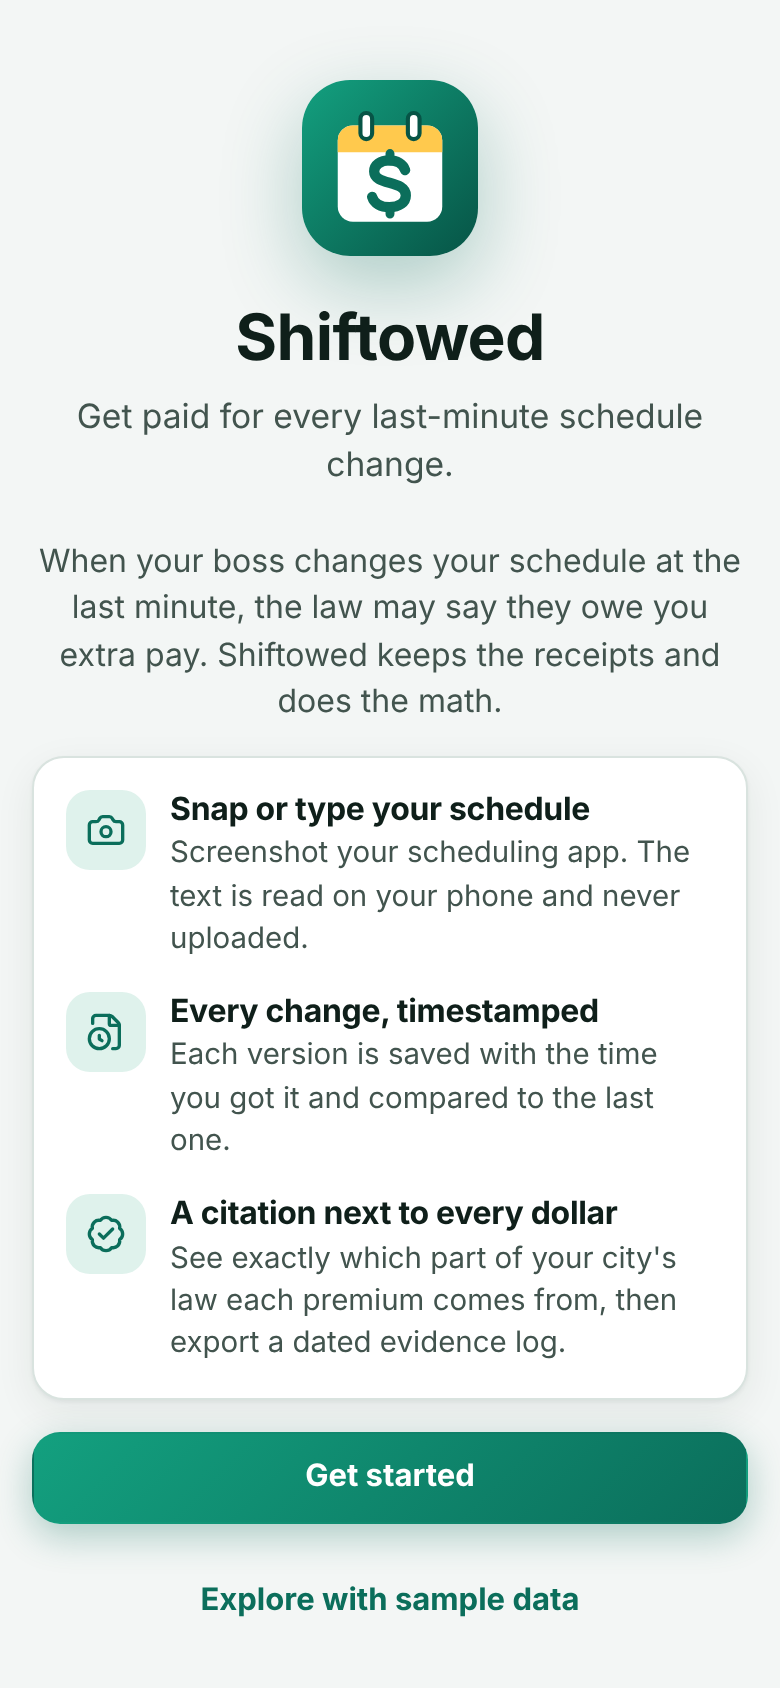 $
Shiftowed
Get paid for every last-minute schedule
change.
When your boss changes your schedule at the
last minute, the law may say they owe you
extra pay. Shiftowed keeps the receipts and
does the math.
Snap or type your schedule
Screenshot your scheduling app. The
text is read on your phone and never
uploaded.
Every change, timestamped
Each version is saved with the time
you got it and compared to the last
one.
A citation next to every dollar
See exactly which part of your city's
law each premium comes from, then
export a dated evidence log.
Get started
Explore with sample data